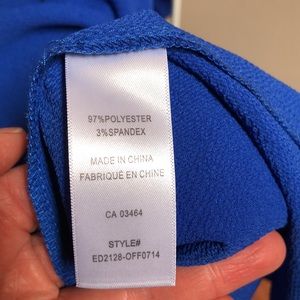 97%POLYESTER
3%SPANDEX
MADE IN CHINA
FABRIQUÉ EN CHINE
CA 03464
STYLE#
ED2128-OFF0714